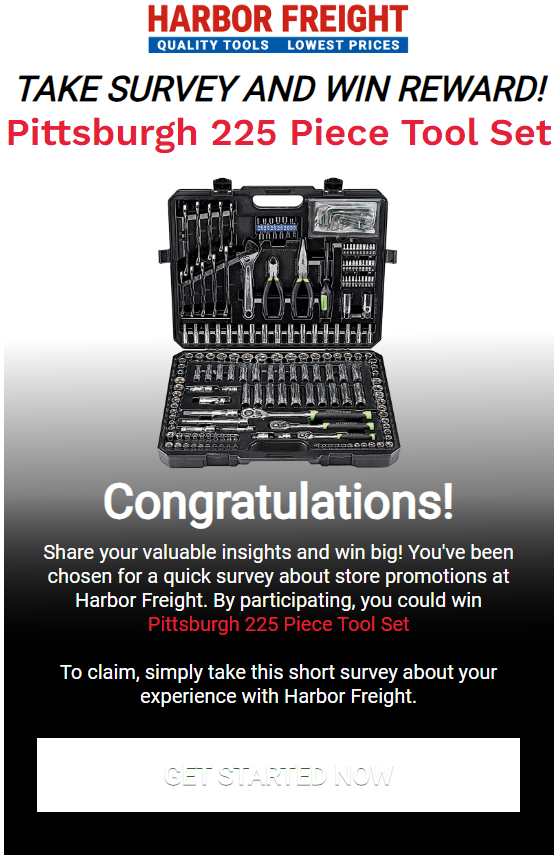 HARBOR FREIGHT
QUALITY TOOLS LOWEST PRICES
TAKE SURVEY AND WIN REWARD!
Pittsburgh 225 Piece Tool Set
Congratulations!
Share your valuable insights and win big! You've been
chosen for a quick survey about store promotions at
Harbor Freight. By participating, you could win
Pittsburgh 225 Piece Tool Set
To claim, simply take this short survey about your
experience with Harbor Freight.
GET STARTED NOW